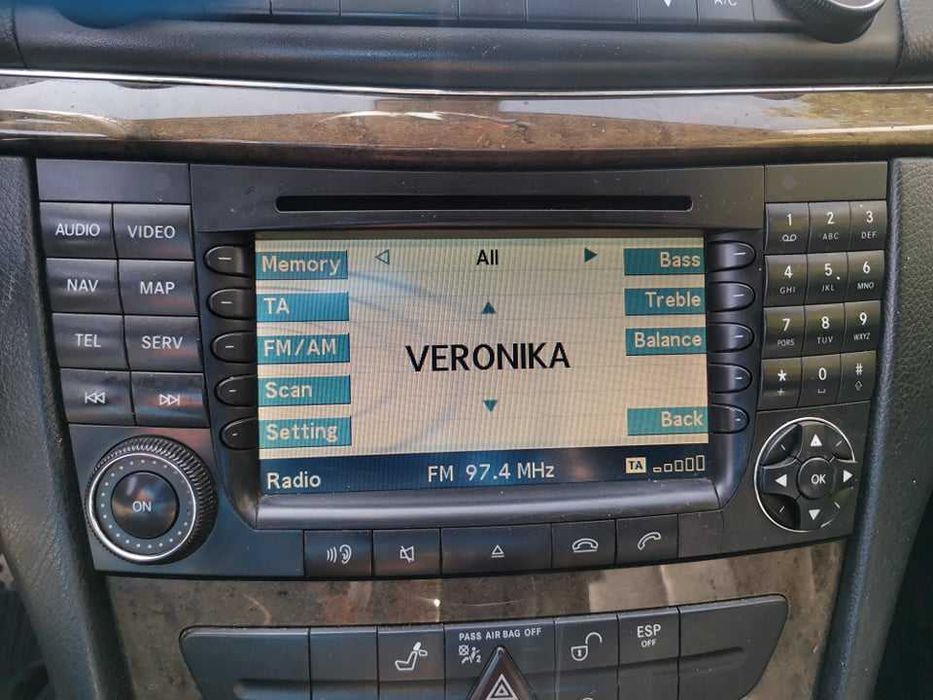 A/C
AUDIO VIDEO
NAV MAP
TEL SERV
ON
Memory All Bass
TA Treble
FM/AM Balance
VERONIKA
Scan
Setting Back
Radio FM 97.4 MHz TA
1 2 3
ABC DEF
4 5 6
GHI JKL MNO
7 8 9
PQRS TUV WXYZ
* 0 #
+
OK
PASS AIR BAG OFF
2
ESP
OFF